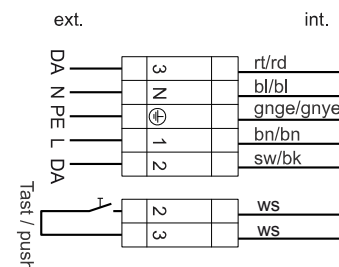 ext. int.
DA 3 rt/rd
N N bl/bl
PE gnge/gnye
L 1 bn/bn
DA 2 sw/bk
Tast / push
2 ws
3 ws